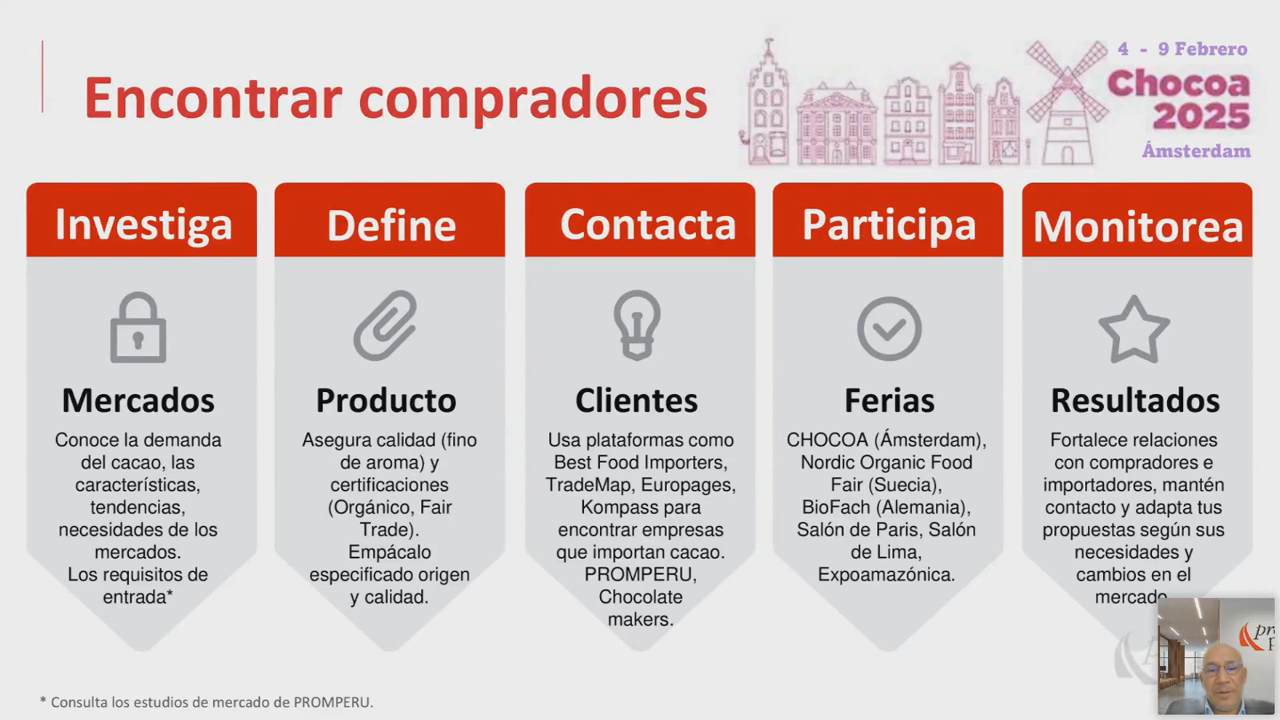 Encontrar compradores
4 - 9 Febrero
Chocoa
2025
Ámsterdam
Investiga
Mercados
Conoce la demanda
del cacao, las
características,
tendencias,
necesidades de los
mercados.
Los requisitos de
entrada*
Define
Producto
Asegura calidad (fino
de aroma) y
certificaciones
(Orgánico, Fair
Trade).
Empácalo
especificado origen
y calidad.
Contacta
Clientes
Usa plataformas como
Best Food Importers,
TradeMap, Europages,
Kompass para
encontrar empresas
que importan cacao.
PROMPERU,
Chocolate
makers.
Participa
Ferias
CHOCOA (Ámsterdam),
Nordic Organic Food
Fair (Suecia),
BioFach (Alemania),
Salón de Paris, Salón
de Lima,
Expoamazónica.
Monitorea
Resultados
Fortalece relaciones
con compradores e
importadores, mantén
contacto y adapta tus
propuestas según sus
necesidades y
cambios en el
mercado
* Consulta los estudios de mercado de PROMPERU.